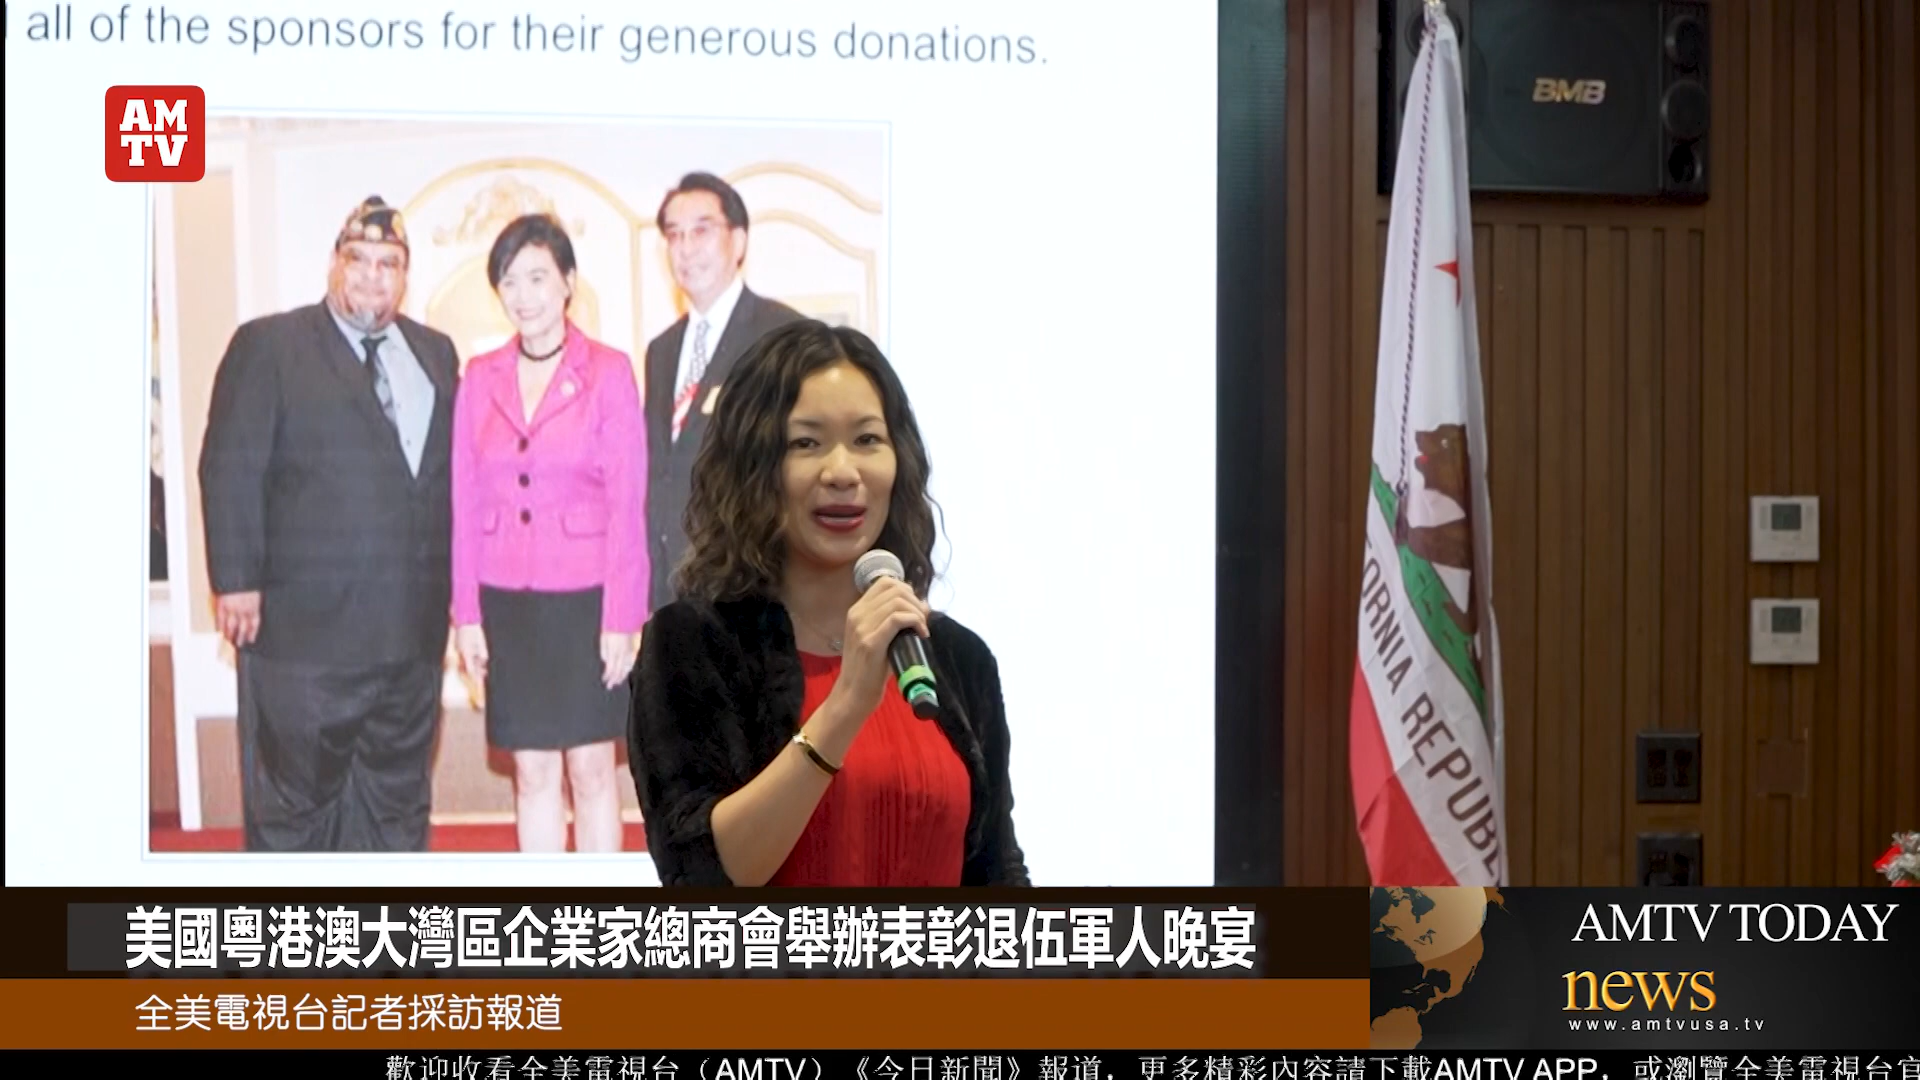 all of the sponsors for their generous donations.
AM
TV
BMB
ORNIA REPUB
美國粵港澳大灣區企業家總商會舉辦表彰退伍軍人晚宴
全美電視台記者採訪報道
AMTV TODAY
news
www.amtvusa.tv
歡迎收看全美電視台（AMTV）《今日新聞》報道，更多精彩內容請下載AMTV APP，或瀏覽全美電視台官